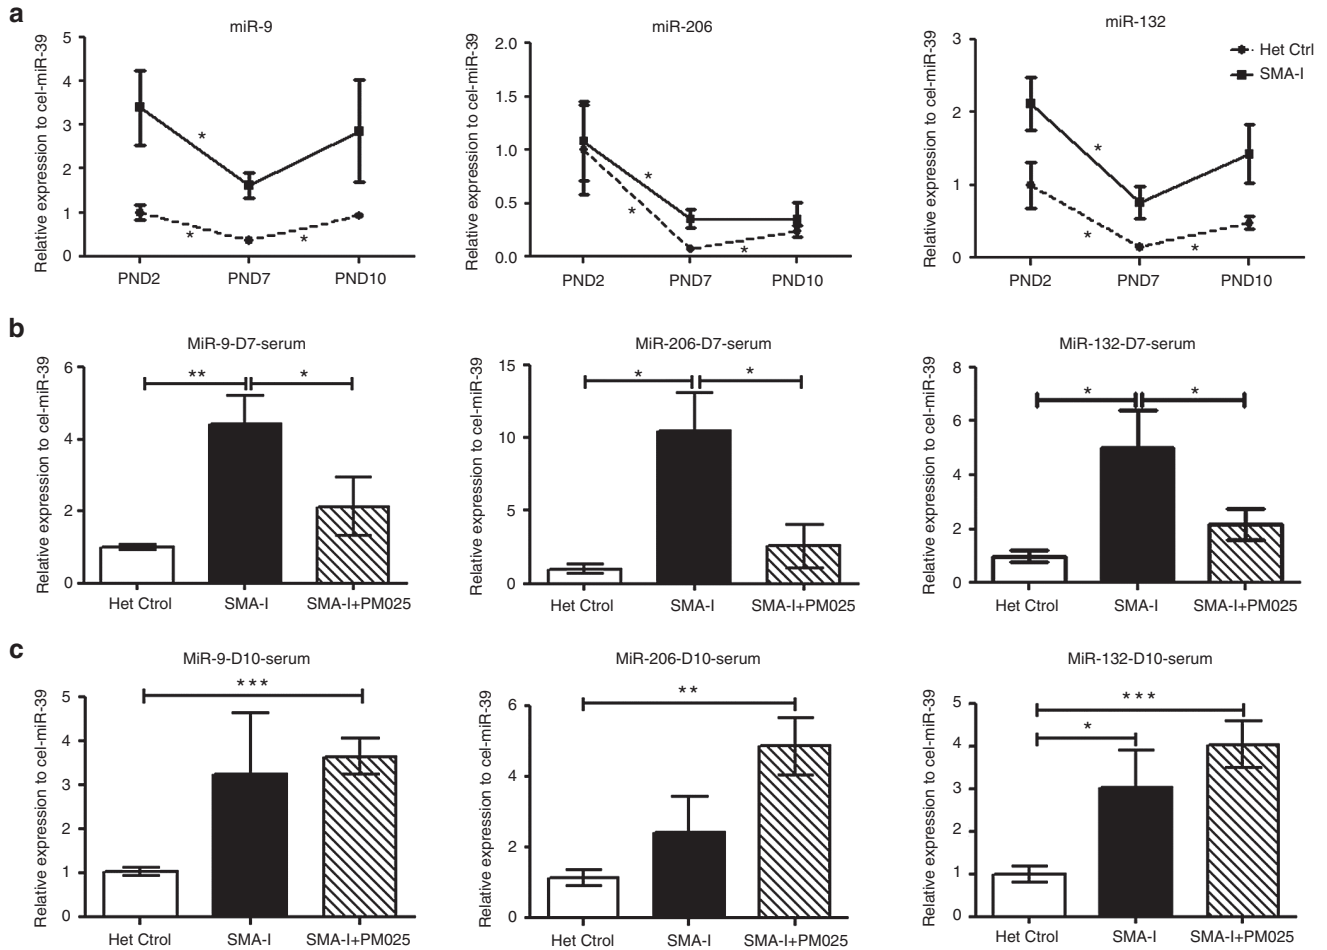 a
miR-9
Relative expression to cel-miR-39
5
4
3
2
1
0
*
*
*
PND2 PND7 PND10
miR-206
Relative expression to cel-miR-39
2.0
1.5
1.0
0.5
0.0
*
*
*
PND2 PND7 PND10
miR-132
Relative expression to cel-miR-39
3
2
1
0
*
*
*
PND2 PND7 PND10
Het Ctrl
SMA-I
b
MiR-9-D7-serum
Relative expression to cel-miR-39
6
4
2
0
** *
Het Ctrol SMA-I SMA-I+PM025
MiR-206-D7-serum
Relative expression to cel-miR-39
15
10
5
0
* *
Het Ctrol SMA-I SMA-I+PM025
MiR-132-D7-serum
Relative expression to cel-miR-39
8
6
4
2
0
* *
Het Ctrol SMA-I SMA-I+PM025
c
MiR-9-D10-serum
Relative expression to cel-miR-39
5
4
3
2
1
0
***
Het Ctrol SMA-I SMA-I+PM025
MiR-206-D10-serum
Relative expression to cel-miR-39
6
4
2
0
**
Het Ctrol SMA-I SMA-I+PM025
MiR-132-D10-serum
Relative expression to cel-miR-39
5
4
3
2
1
0
***
*
Het Ctrol SMA-I SMA-I+PM025